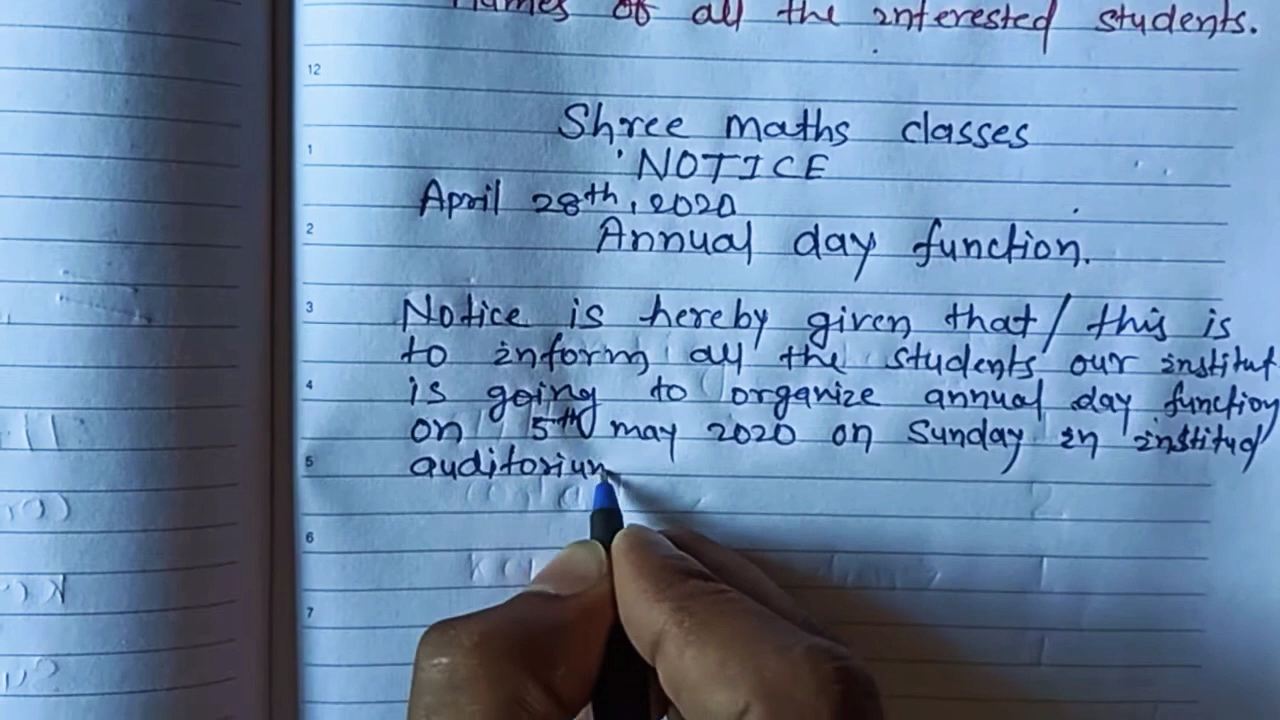 names of all the interested students.
12
Shree maths classes
1
NOTICE
April 28th, 2020
2
Annual day function.
3
Notice is hereby given that / this is
to inform all the students our institut
4
is going to organize annual day function
on 5th may 2020 on Sunday in institud
5
auditorium
6
7